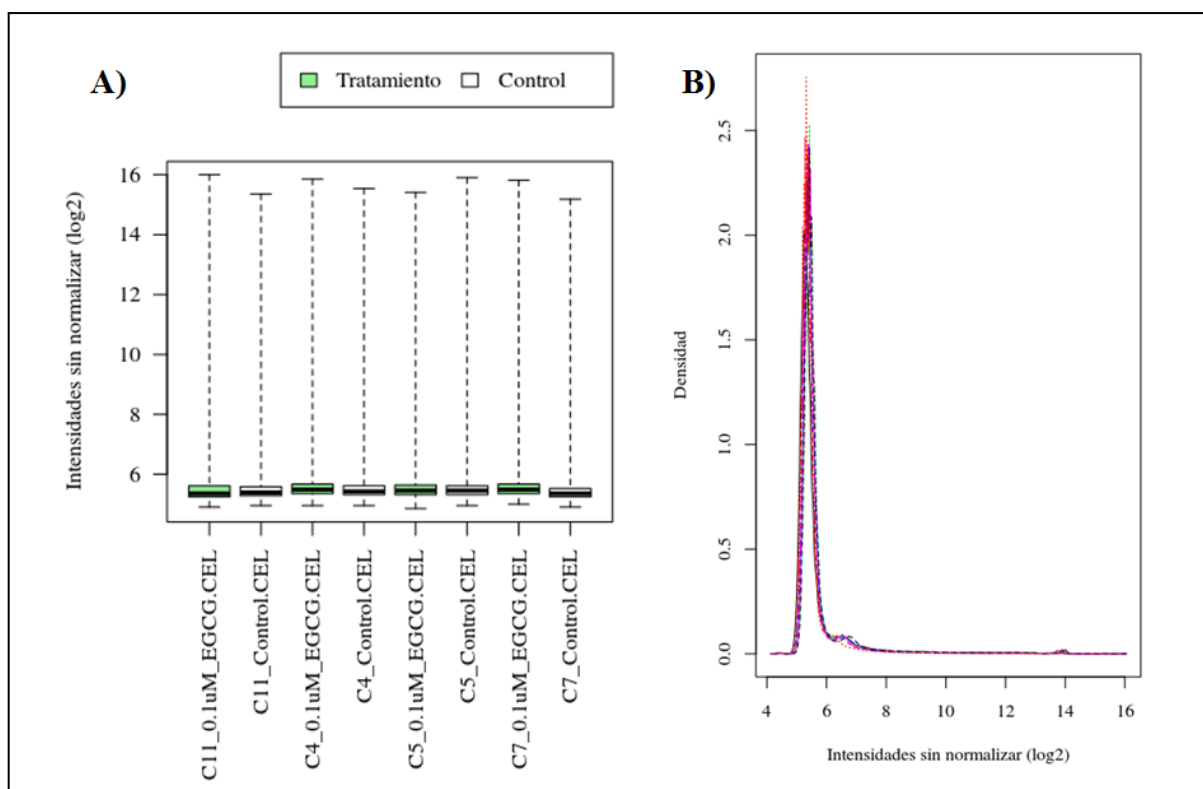 A)
Tratamiento Control
Intensidades sin normalizar (log2)
16
14
12
10
8
6
C11_0.1uM_EGCG.CEL
C11_Control.CEL
C4_0.1uM_EGCG.CEL
C4_Control.CEL
C5_0.1uM_EGCG.CEL
C5_Control.CEL
C7_0.1uM_EGCG.CEL
C7_Control.CEL
B)
Densidad
2.5
2.0
1.5
1.0
0.5
0.0
4 6 8 10 12 14 16
Intensidades sin normalizar (log2)